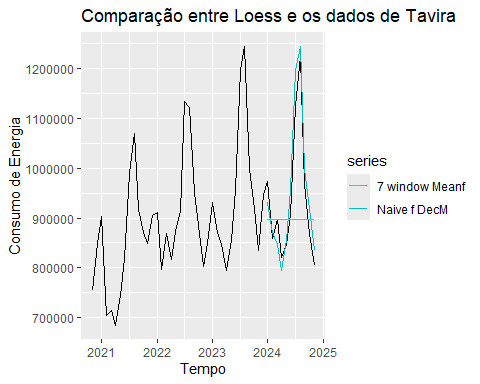 Comparação entre Loess e os dados de Tavira
Consumo de Energia
1200000
1100000
1000000
900000
800000
700000
2021
2022
2023
2024
2025
Tempo
series
7 window Meanf
Naive f DecM